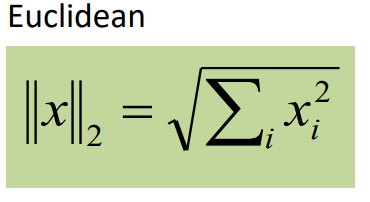 Euclidean
‖x‖₂ = √(∑ᵢ xᵢ²)